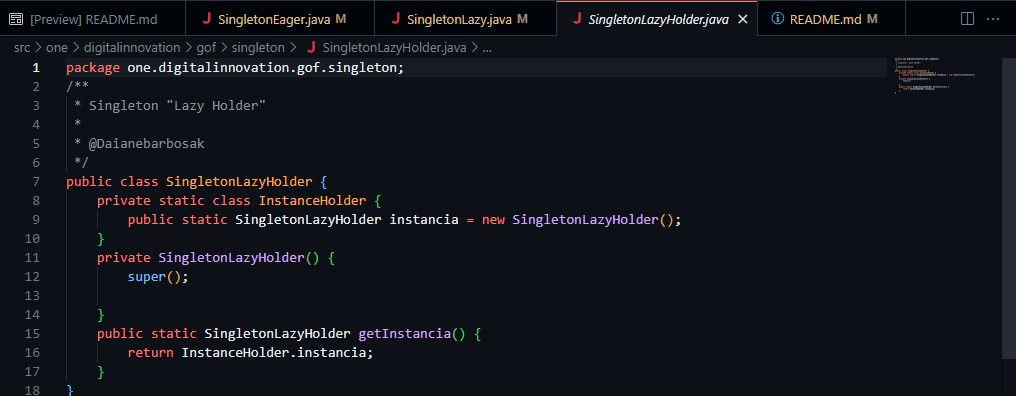 [Preview] README.md
SingletonEager.java M
SingletonLazy.java M
SingletonLazyHolder.java
README.md M
src > one > digitalinnovation > gof > singleton > SingletonLazyHolder.java > ...
1 package one.digitalinnovation.gof.singleton;
2 /**
3  * Singleton "Lazy Holder"
4  *
5  * @Daianebarbosak
6  */
7 public class SingletonLazyHolder {
8     private static class InstanceHolder {
9         public static SingletonLazyHolder instancia = new SingletonLazyHolder();
10     }
11     private SingletonLazyHolder() {
12         super();
13
14     }
15     public static SingletonLazyHolder getInstancia() {
16         return InstanceHolder.instancia;
17     }
18 }